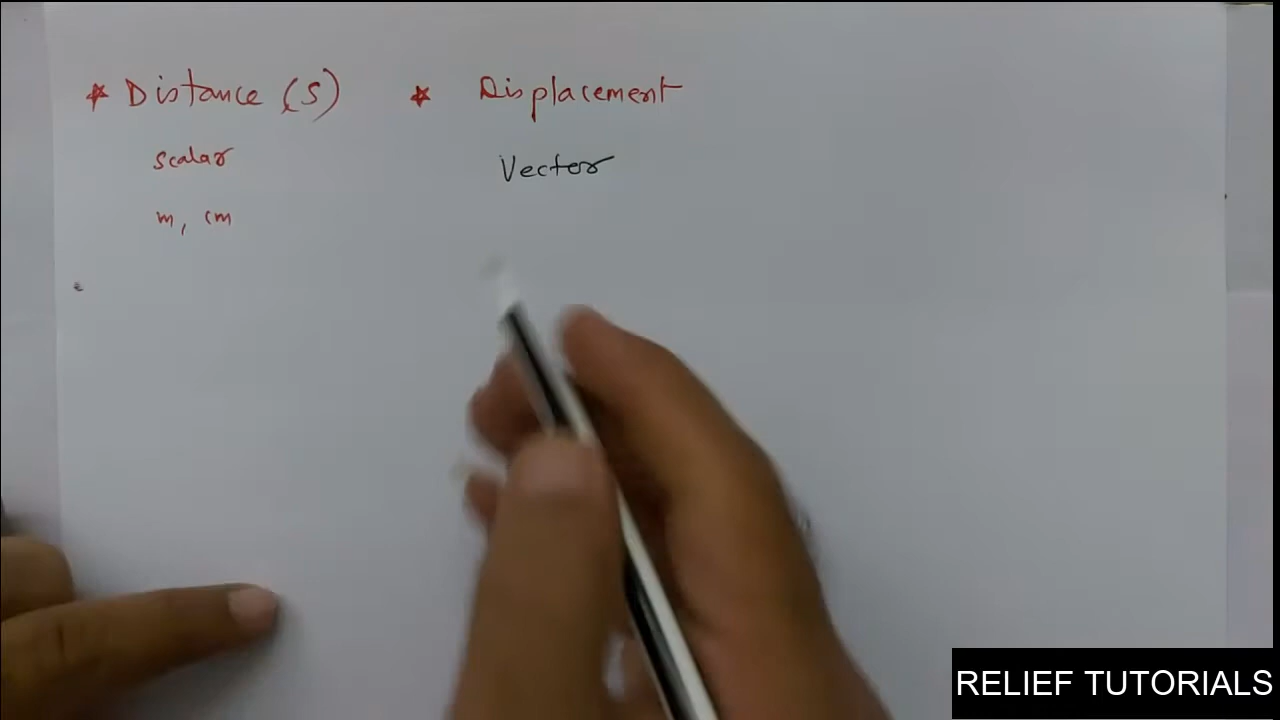 * Distance (S) * Displacement
Scalar Vector
m, cm
RELIEF TUTORIALS